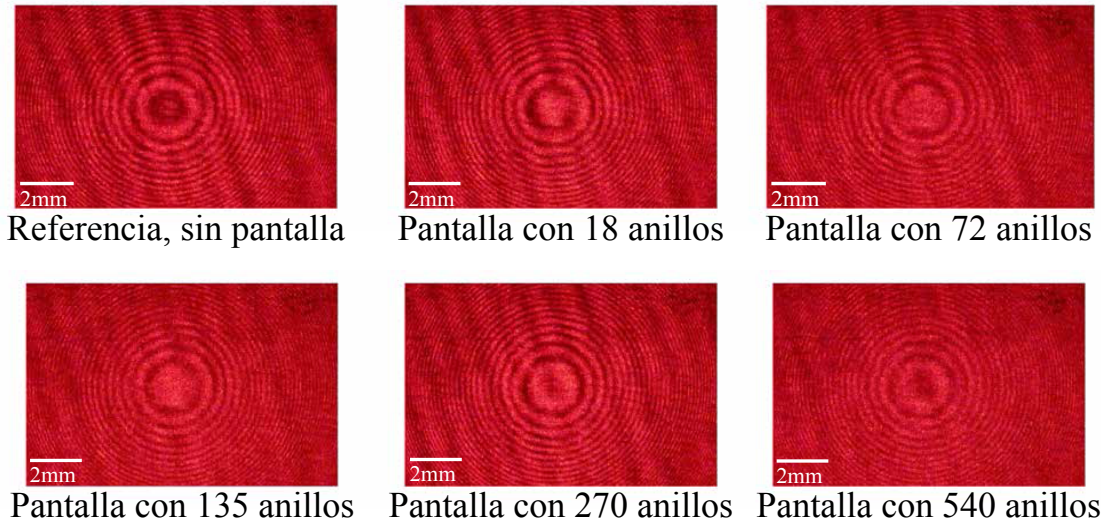 2mm
2mm
2mm
Referencia, sin pantalla
Pantalla con 18 anillos
Pantalla con 72 anillos
2mm
2mm
2mm
Pantalla con 135 anillos
Pantalla con 270 anillos
Pantalla con 540 anillos